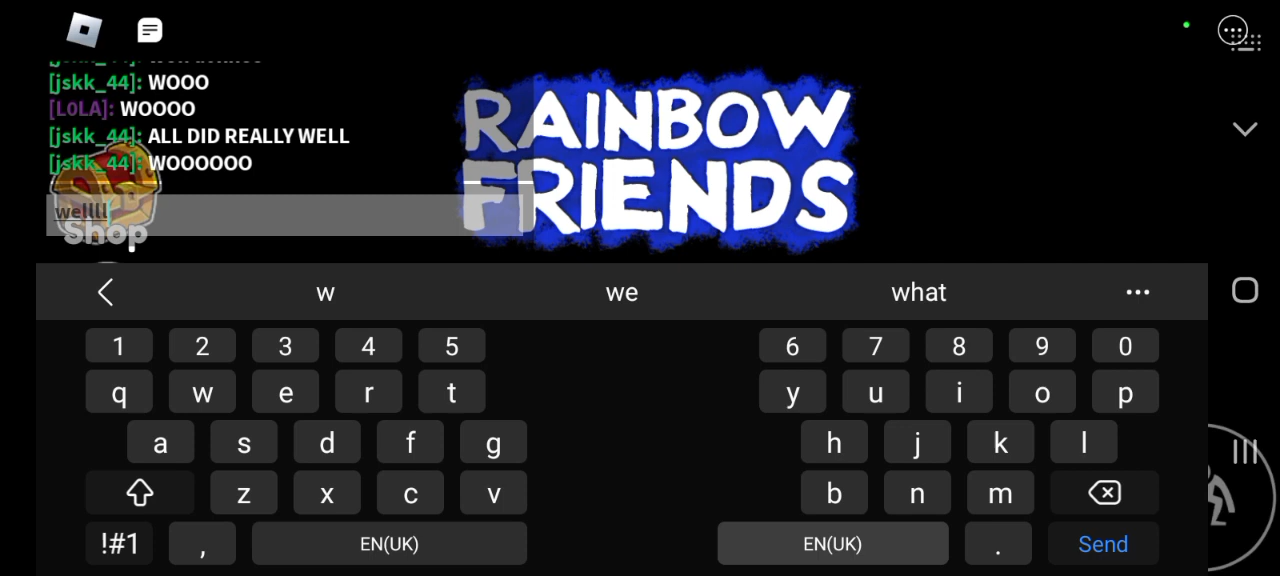 [jskk_44]: WOOO
[L0LA]: WOOOO
[jskk_44]: ALL DID REALLY WELL
[jskk_44]: WOOOOOO
wellll
Shop
RAINBOW
FRIENDS
w we what ...
1 2 3 4 5 6 7 8 9 0
q w e r t y u i o p
a s d f g h j k l
z x c v b n m
!#1 , EN(UK) EN(UK) . Send